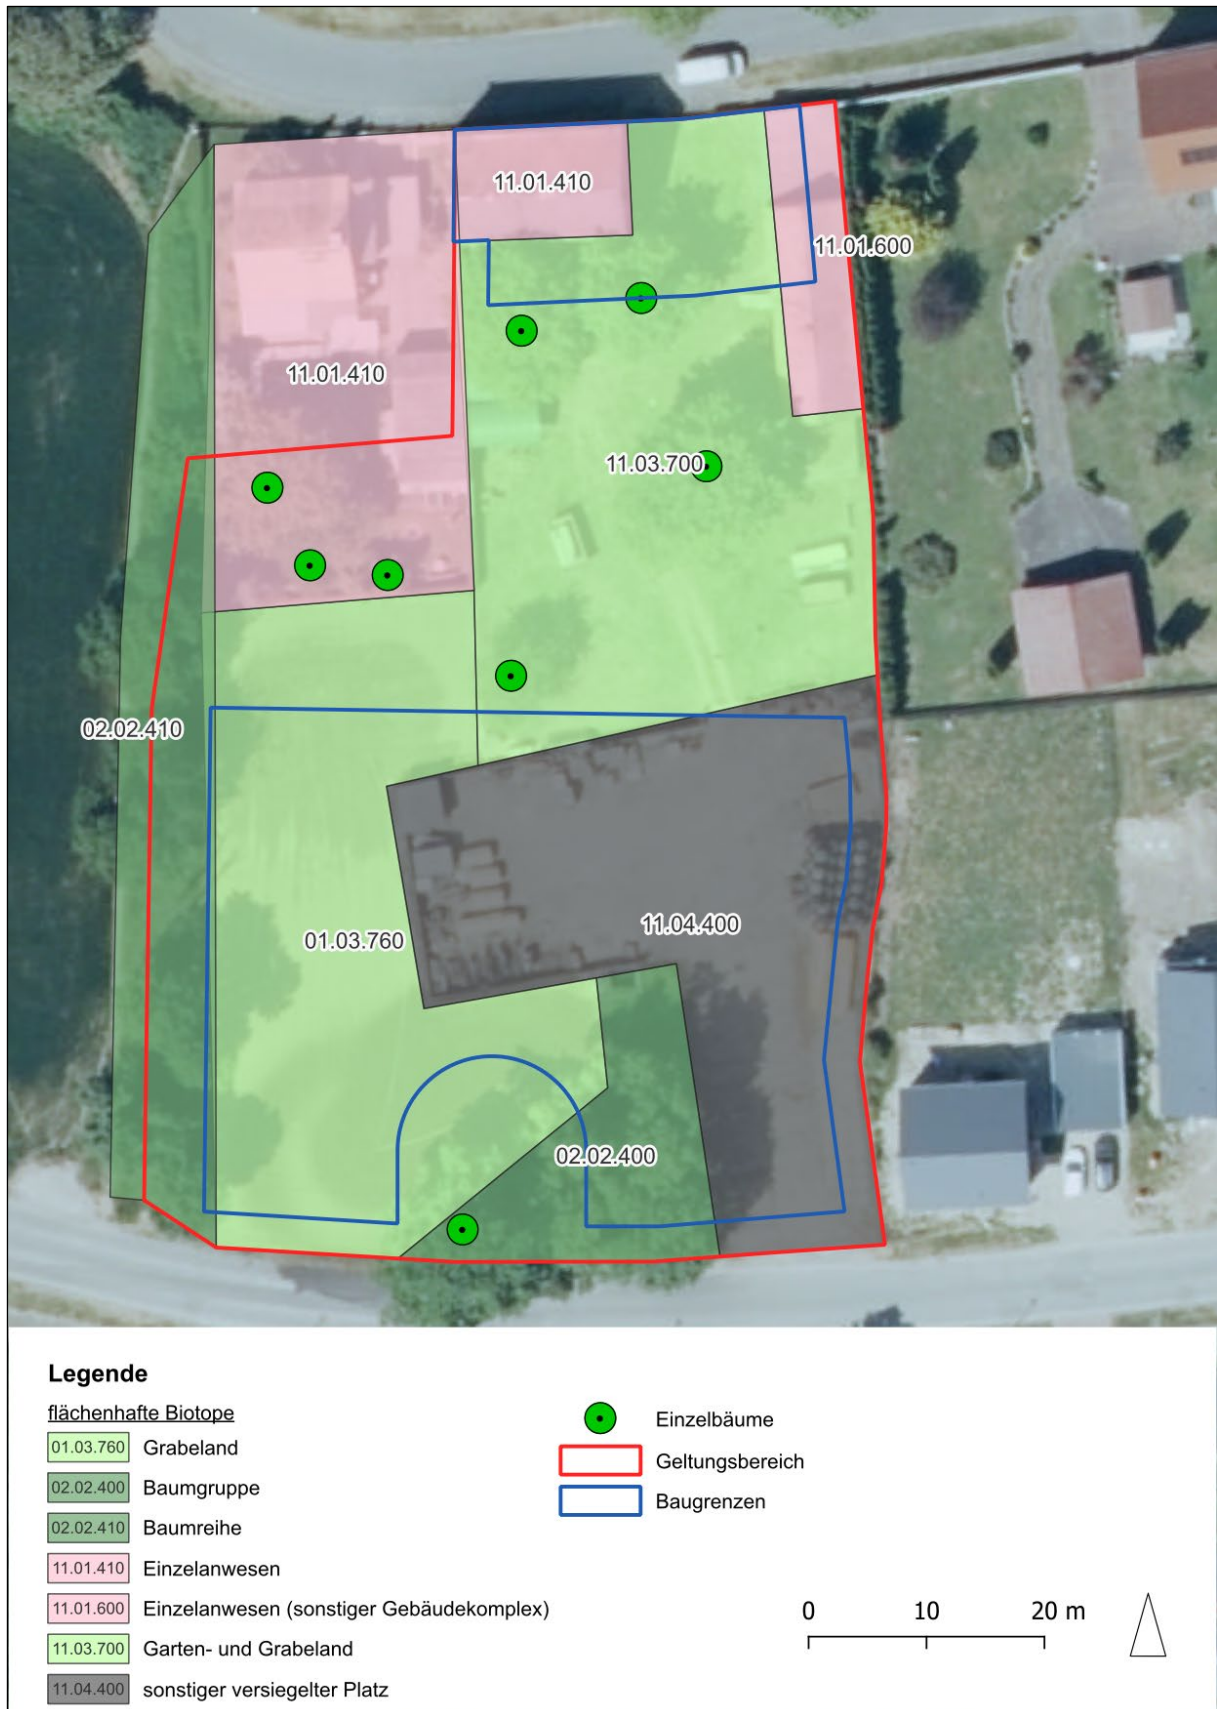 11.01.410
11.01.600
11.01.410
11.03.700
02.02.410
01.03.760
11.04.400
02.02.400
Legende
flächenhafte Biotope
01.03.760 Grabeland
02.02.400 Baumgruppe
02.02.410 Baumreihe
11.01.410 Einzelanwesen
11.01.600 Einzelanwesen (sonstiger Gebäudekomplex)
11.03.700 Garten- und Grabeland
11.04.400 sonstiger versiegelter Platz
Einzelbäume
Geltungsbereich
Baugrenzen
0 10 20 m